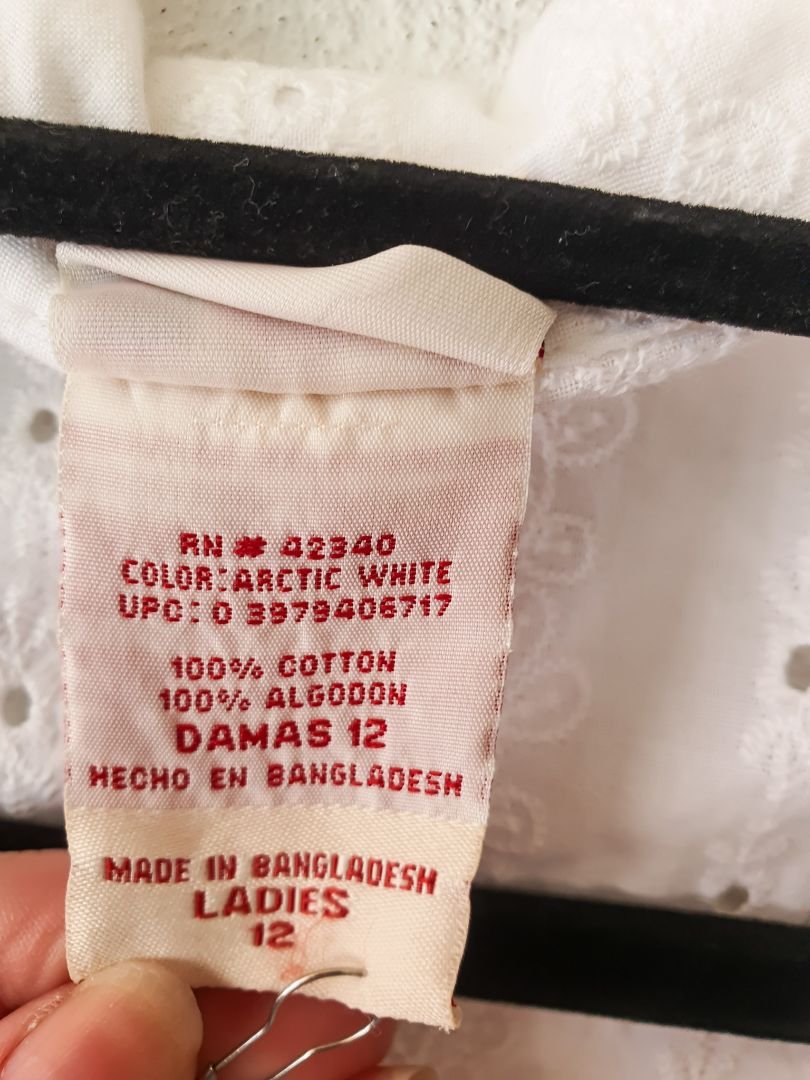 RN # 42340
COLOR:ARCTIC WHITE
UPC: 0 3979406717
100% COTTON
100% ALGODON
DAMAS 12
HECHO EN BANGLADESH
MADE IN BANGLADESH
LADIES
12